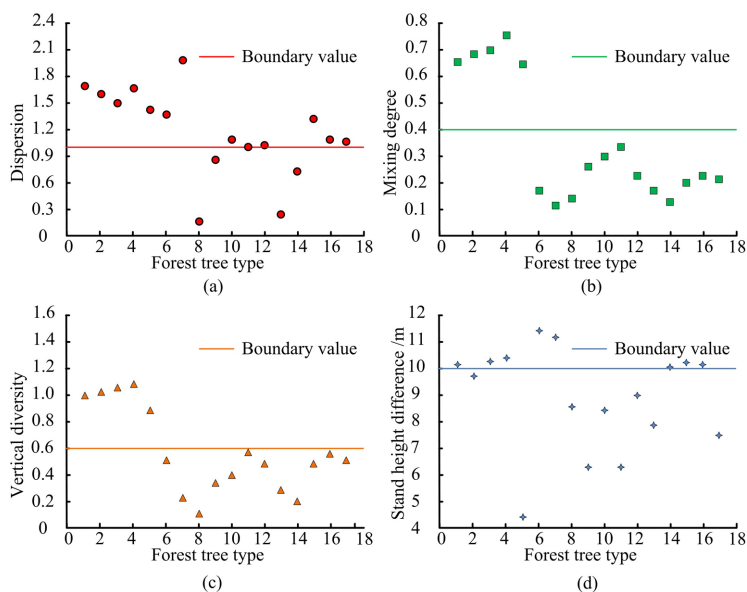 2.4
2.1
1.8
1.5
1.2
0.9
0.6
0.3
0
Dispersion
Boundary value
0 2 4 6 8 10 12 14 16 18
Forest tree type
(a)
0.8
0.7
0.6
0.5
0.4
0.3
0.2
0.1
0
Mixing degree
Boundary value
0 2 4 6 8 10 12 14 16 18
Forest tree type
(b)
1.6
1.4
1.2
1.0
0.6
0.4
0.2
0
Vertical diversity
Boundary value
0 2 4 6 8 10 12 14 16 18
Forest tree type
(c)
12
11
10
9
8
7
6
5
4
Stand height difference /m
Boundary value
0 2 4 6 8 10 12 14 16 18
Forest tree type
(d)